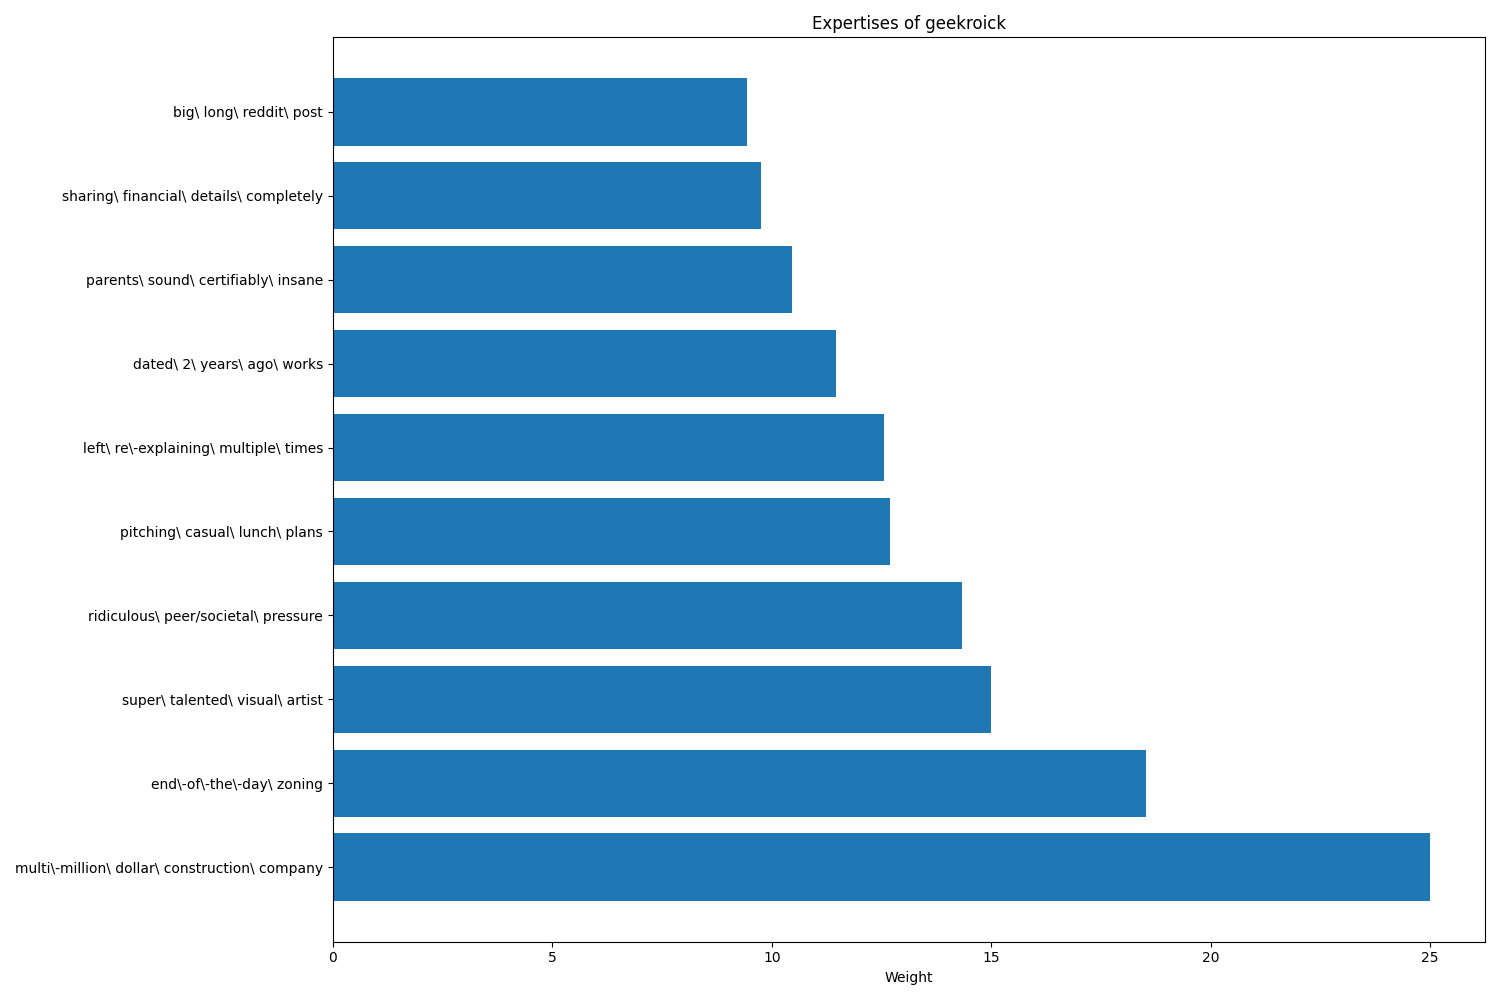 Expertises of geekroick
big\ long\ reddit\ post
sharing\ financial\ details\ completely
parents\ sound\ certifiably\ insane
dated\ 2\ years\ ago\ works
left\ re\-explaining\ multiple\ times
pitching\ casual\ lunch\ plans
ridiculous\ peer/societal\ pressure
super\ talented\ visual\ artist
end\-of\-the\-day\ zoning
multi\-million\ dollar\ construction\ company
0 5 10 15 20 25
Weight